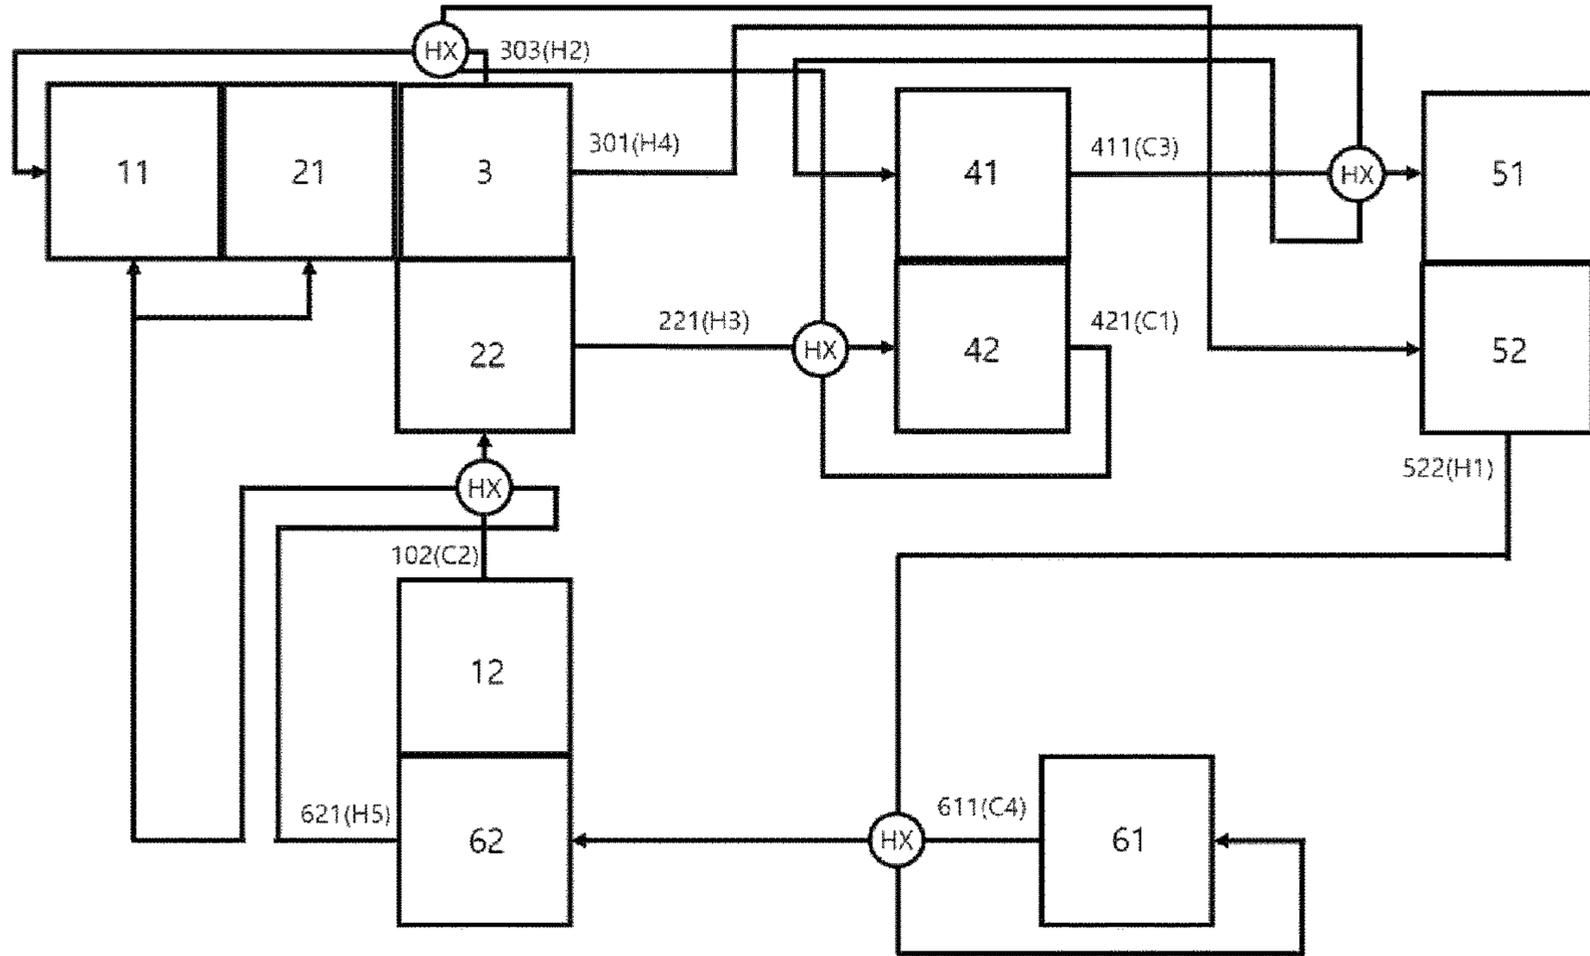 HX
303(H2)
11
21
3
301(H4)
41
411(C3)
HX
51
22
221(H3)
HX
42
421(C1)
52
HX
522(H1)
102(C2)
12
621(H5)
62
HX
611(C4)
61